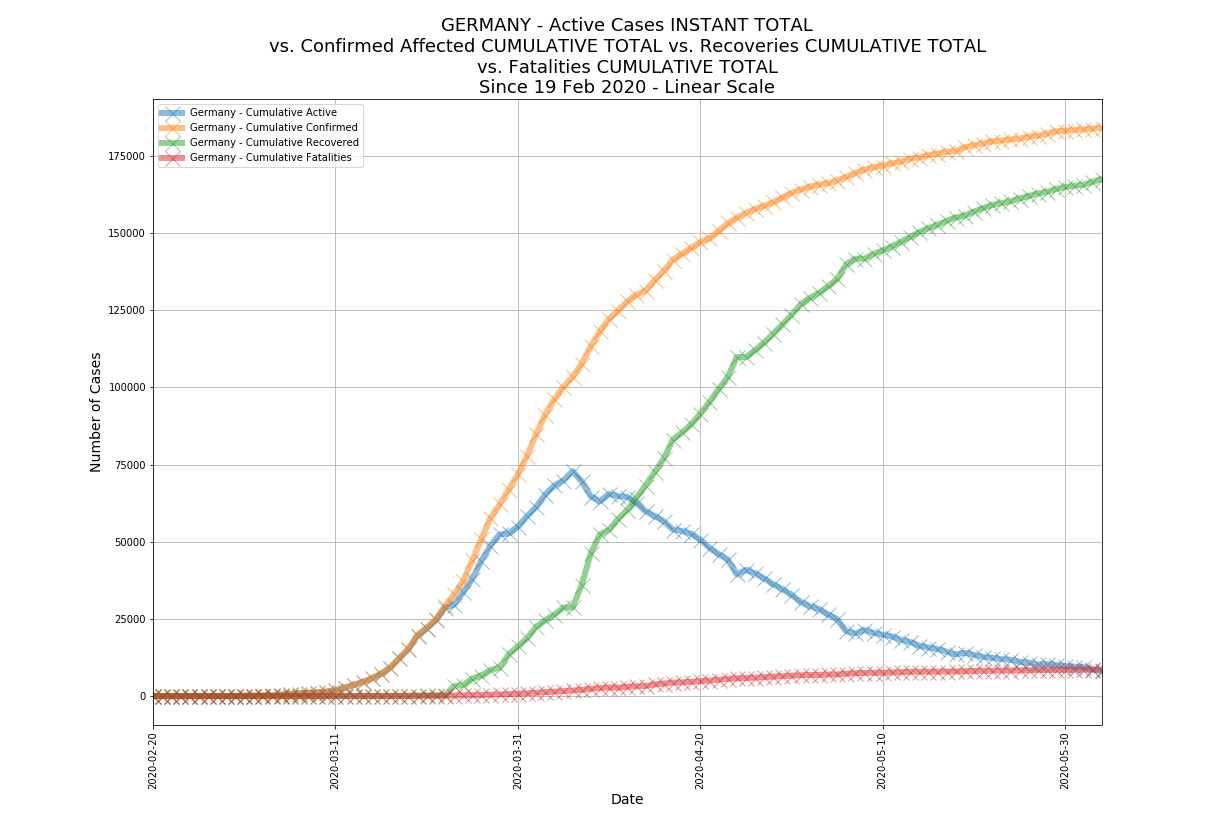 GERMANY - Active Cases INSTANT TOTAL
vs. Confirmed Affected CUMULATIVE TOTAL vs. Recoveries CUMULATIVE TOTAL
vs. Fatalities CUMULATIVE TOTAL
Since 19 Feb 2020 - Linear Scale
Germany - Cumulative Active
Germany - Cumulative Confirmed
Germany - Cumulative Recovered
Germany - Cumulative Fatalities
Number of Cases
175000
150000
125000
100000
75000
50000
25000
0
2020-02-20
2020-03-11
2020-03-31
2020-04-20
2020-05-10
2020-05-30
Date